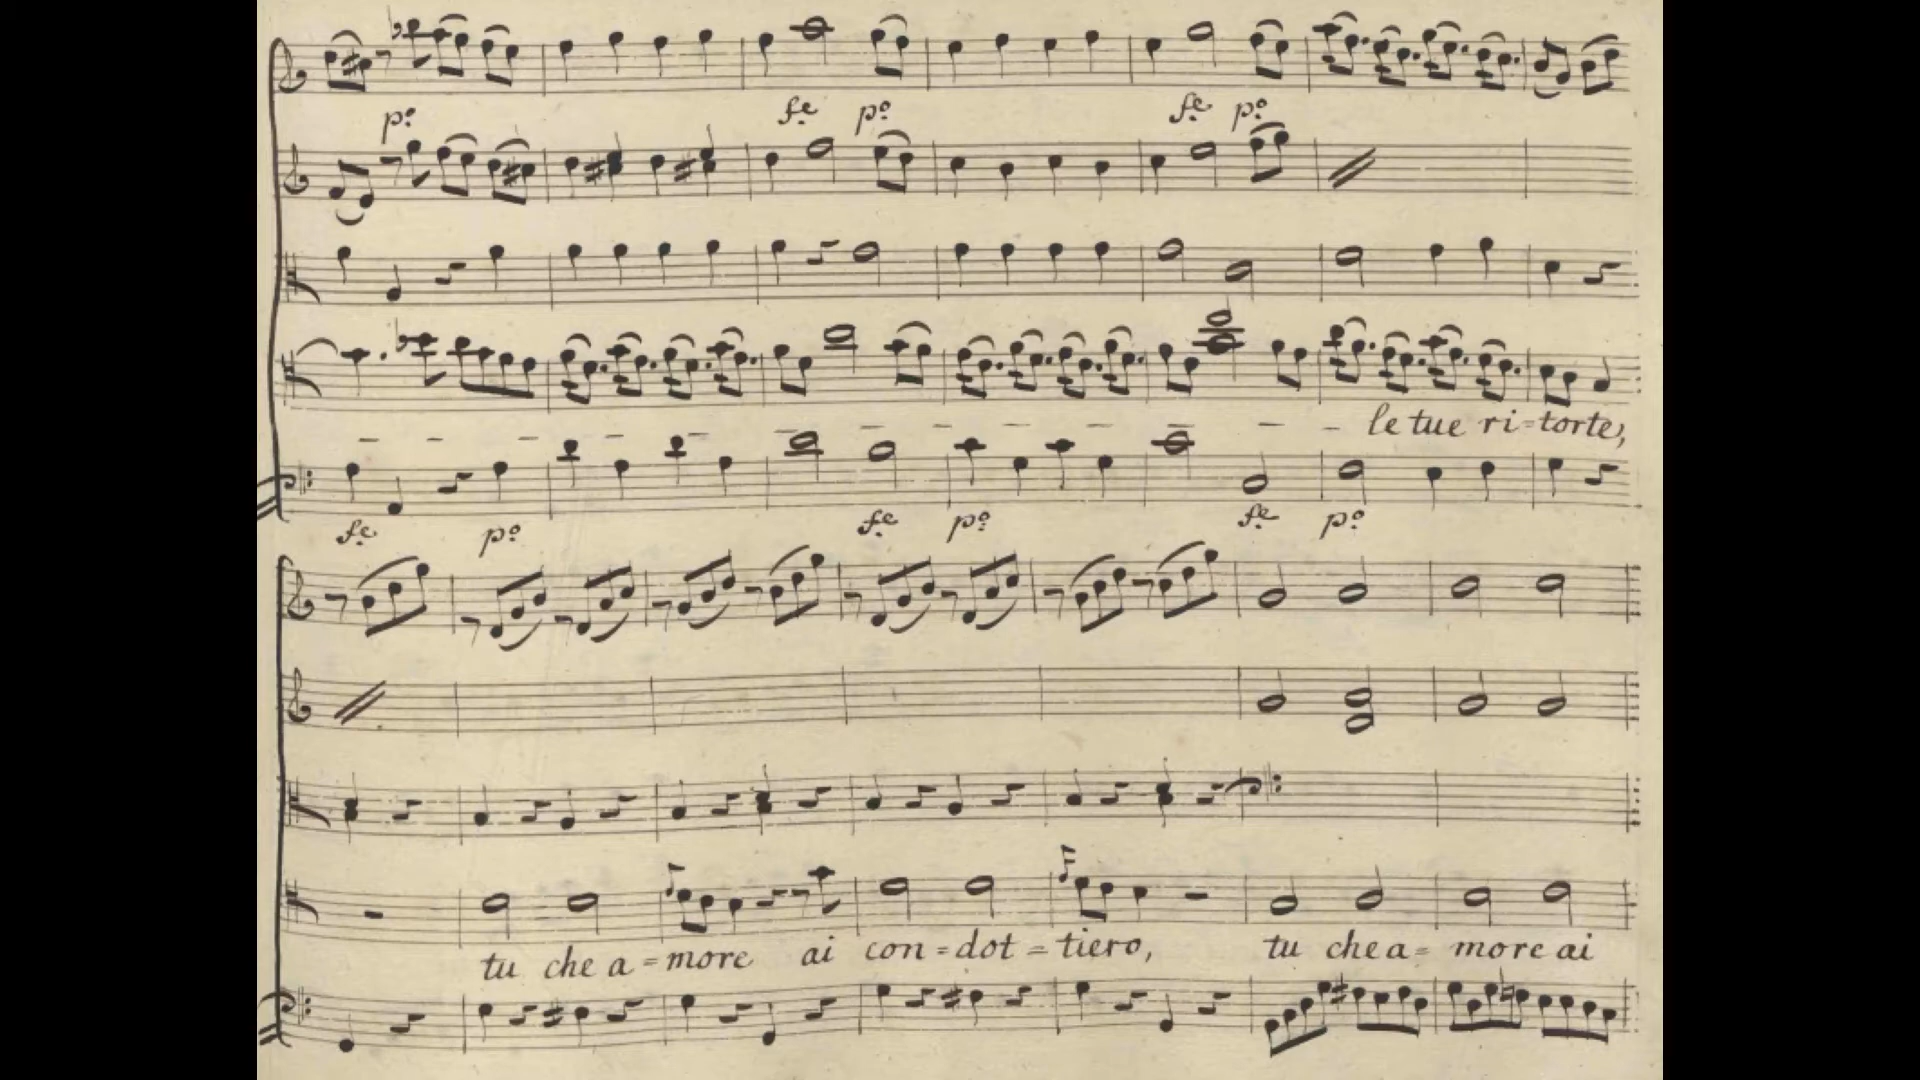 p.º fe. p.º fe. p.º
le tue ri=torte,
fe. p.º fe. p.º fe. p.º
tu che a=more ai con=dot=tiero, tu che a=more ai